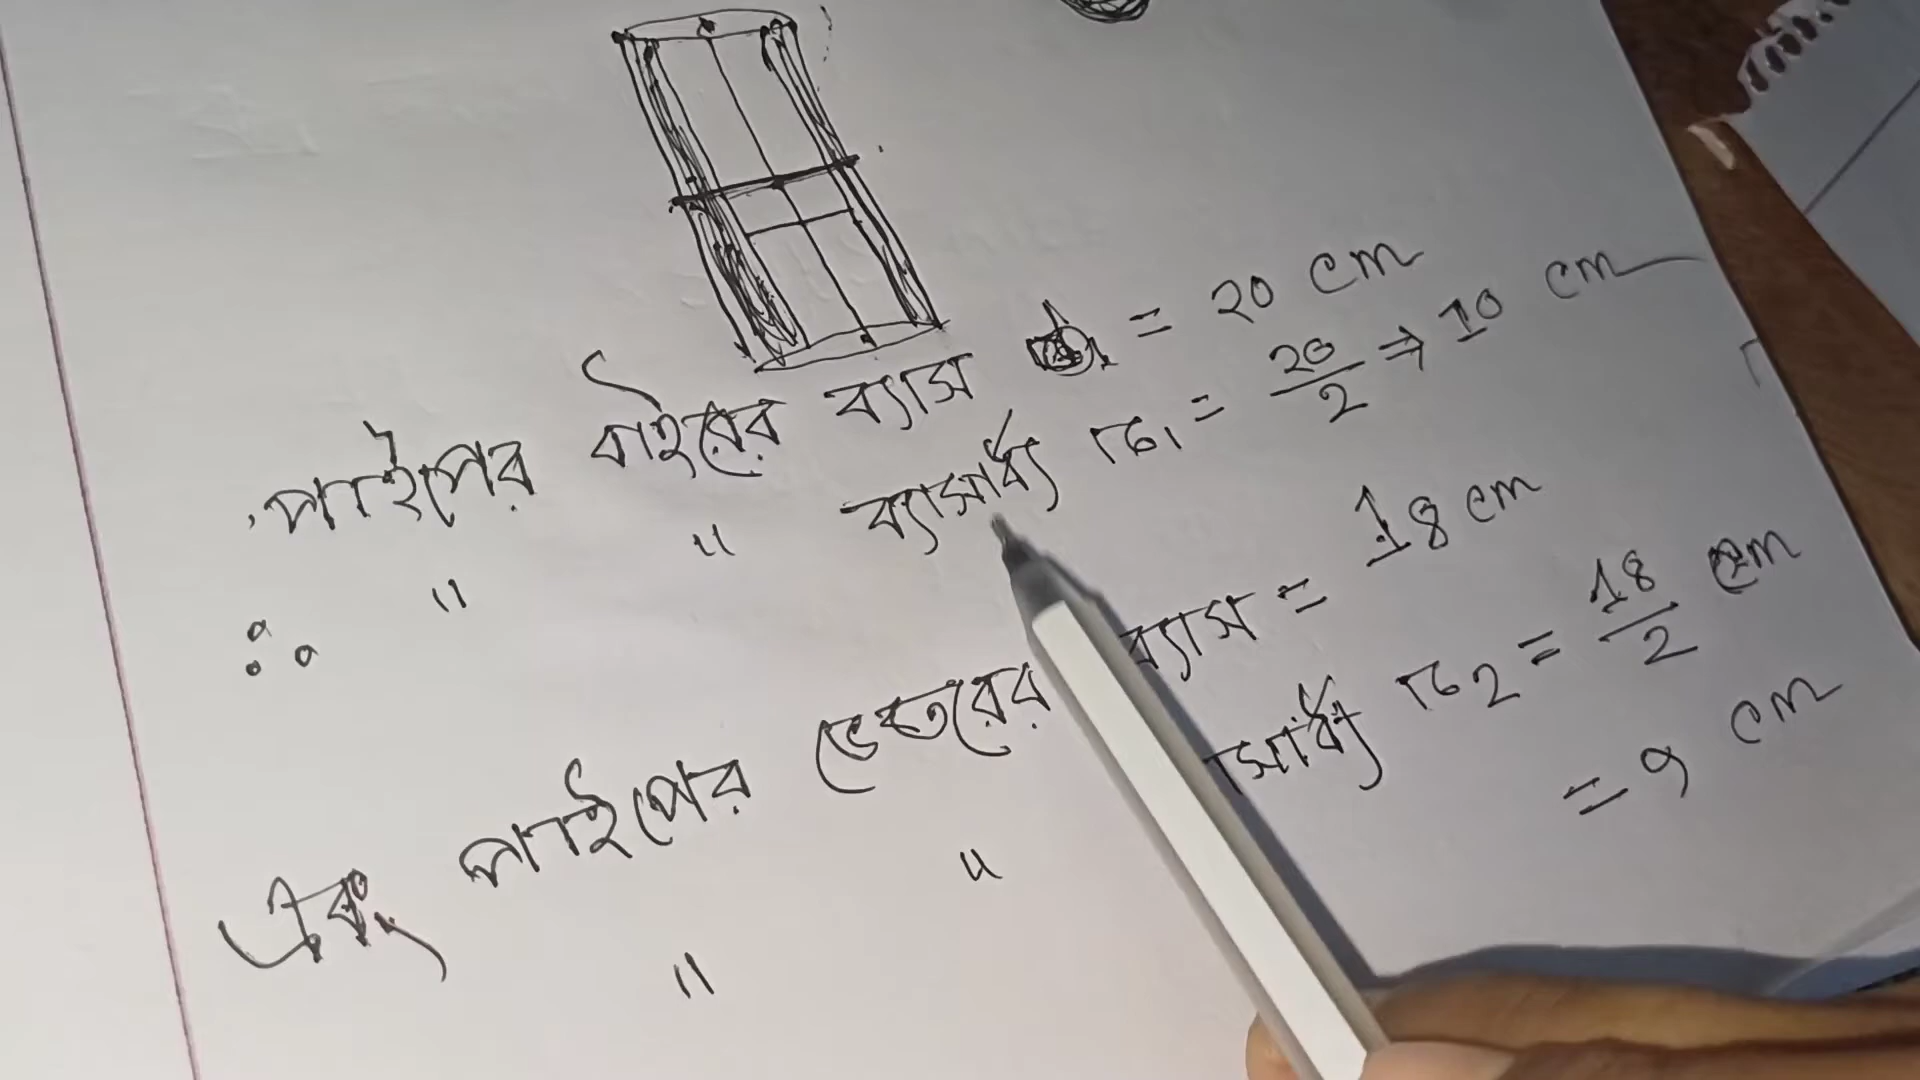 পাইপের বাইরের ব্যাস = 20 cm
∴ " " ব্যাসার্ধ্য r₁ = 20/2 ⇒ 10 cm
এবং পাইপের ভেতরের ব্যাস = 18 cm
" " সার্ধ্য r₂ = 18/2 cm
= 9 cm